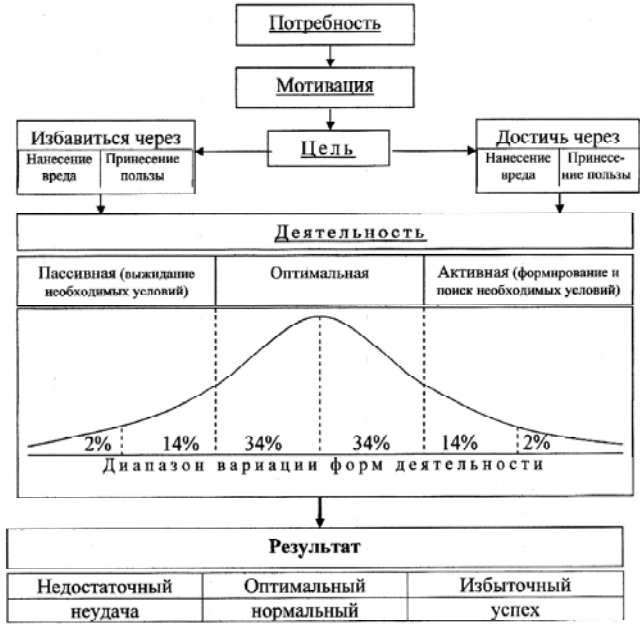 Потребность
Мотивация
Цель
Избавиться через
Нанесение вреда
Принесение пользы
Достичь через
Нанесение вреда
Принесе-
ние пользы
Деятельность
Пассивная (выжидание
необходимых условий)
Оптимальная
Активная (формирование и
поиск необходимых условий)
2% 14% 34% 34% 14% 2%
Диапазон вариации форм деятельности
Результат
Недостаточный Оптимальный Избыточный
неудача нормальный успех